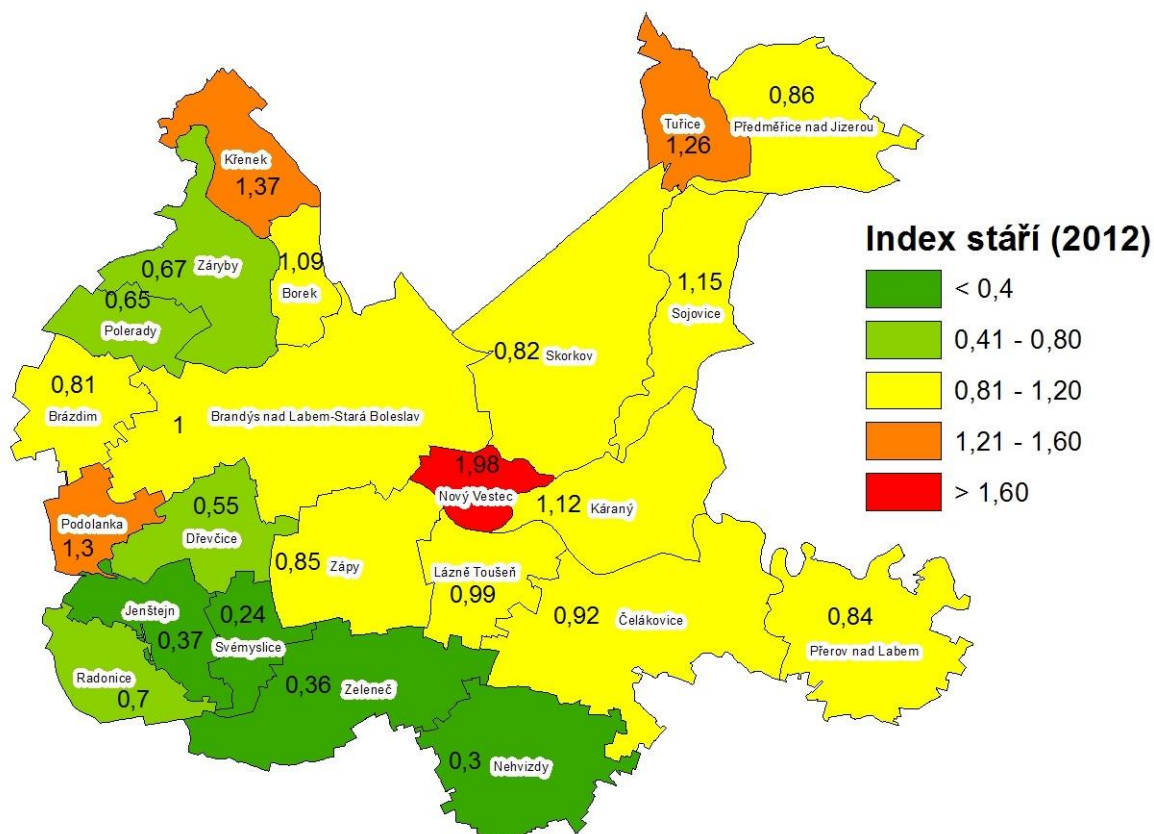 0,86
Předměřice nad Jizerou
Tuřice
1,26
Křenek
1,37
Index stáří (2012)
< 0,4
0,41 - 0,80
0,81 - 1,20
1,21 - 1,60
> 1,60
0,67
Záryby
1,09
Borek
1,15
Sojovice
0,65
Polerady
0,82
Skorkov
0,81
Brázdim
1
Brandýs nad Labem-Stará Boleslav
1,98
Nový Vestec
1,12
Káraný
0,55
Dřevčice
Podolanka
1,3
0,85
Zápy
Lázně Toušeň
0,99
0,92
Čelákovice
0,84
Přerov nad Labem
Jenštejn
0,37
0,24
Svémyslice
Radonice
0,7
0,36
Zeleneč
0,3
Nehvizdy